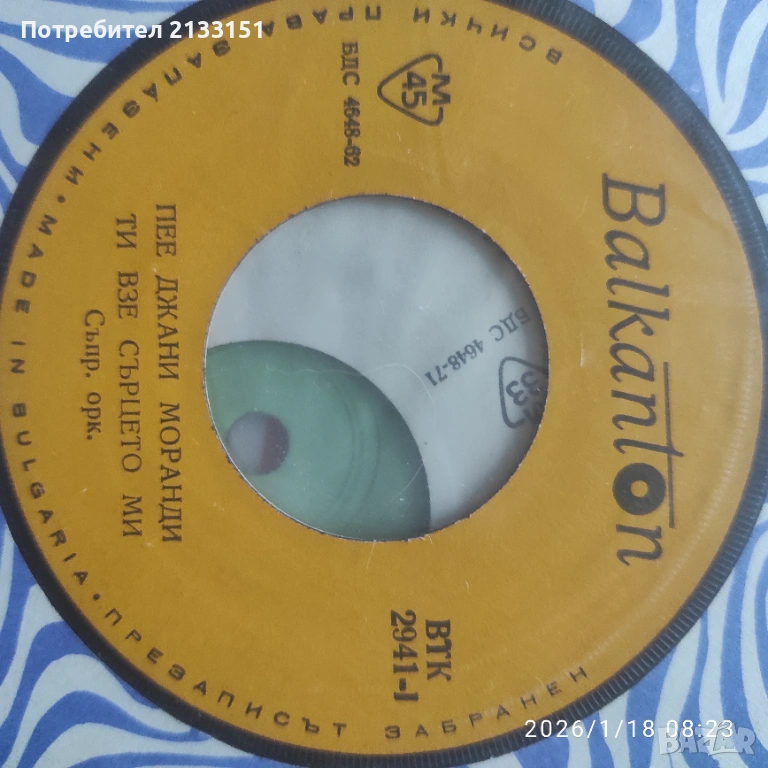 Потребител 2133151
ВСИЧКИ ПРАВА ЗАПАЗЕНИ • MADE IN BULGARIA • ПРЕЗАПИСЪТ ЗАБРАНЕН
Balkanton
M
45
БДС 4648-62
ВТК
2941-I
ПЕЕ ДЖАНИ МОРАНДИ
ТИ ВЗЕ СЪРЦЕТО МИ
Съпр. орк.
БДС 4648-71
33
2026/1/18 08:23
BAZAR